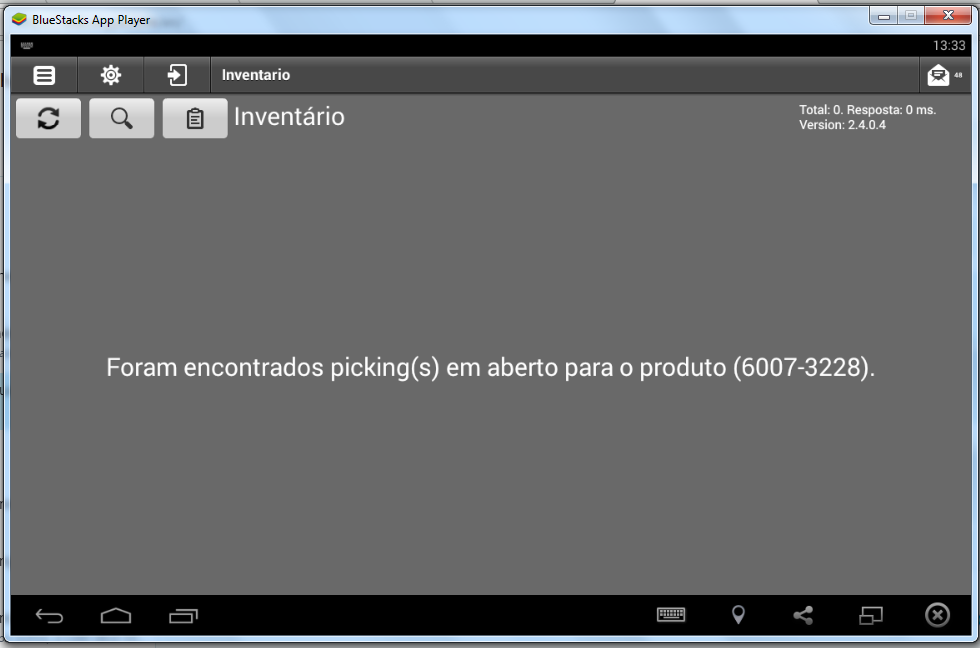 BlueStacks App Player
13:33
Inventario
48
Inventário
Total: 0. Resposta: 0 ms.
Version: 2.4.0.4
Foram encontrados picking(s) em aberto para o produto (6007-3228).